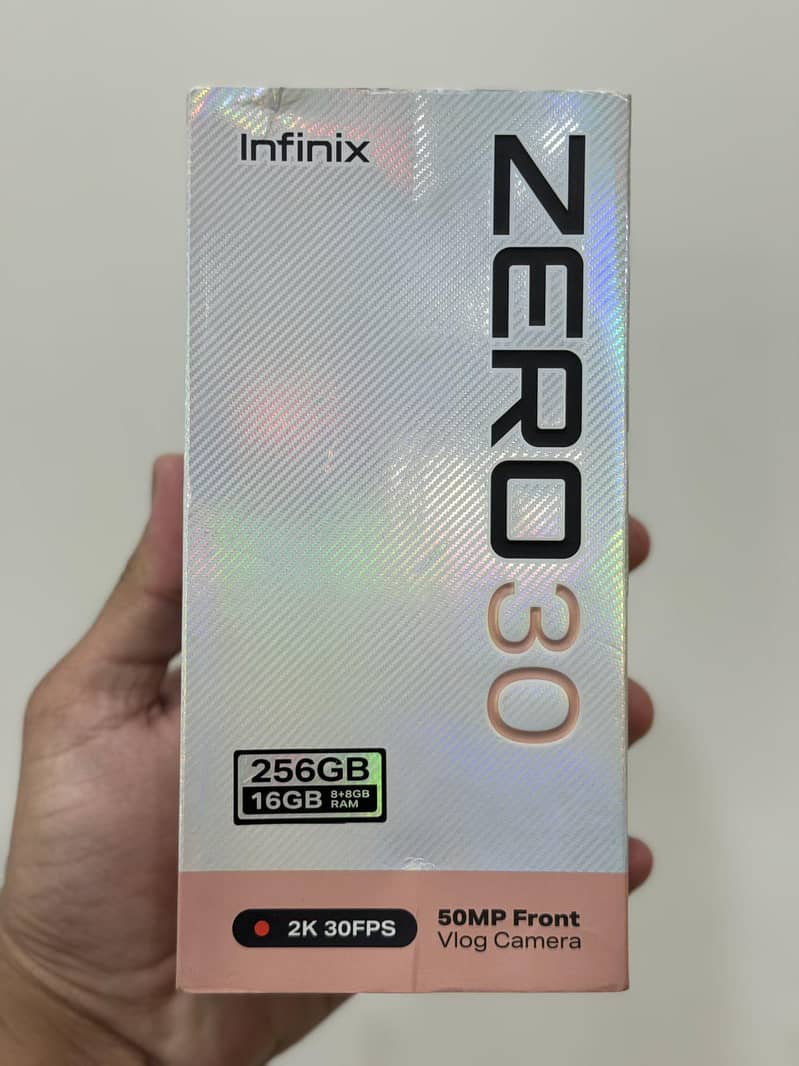 Infinix
ZERO 30
256GB
16GB 8+8GB RAM
2K 30FPS
50MP Front
Vlog Camera